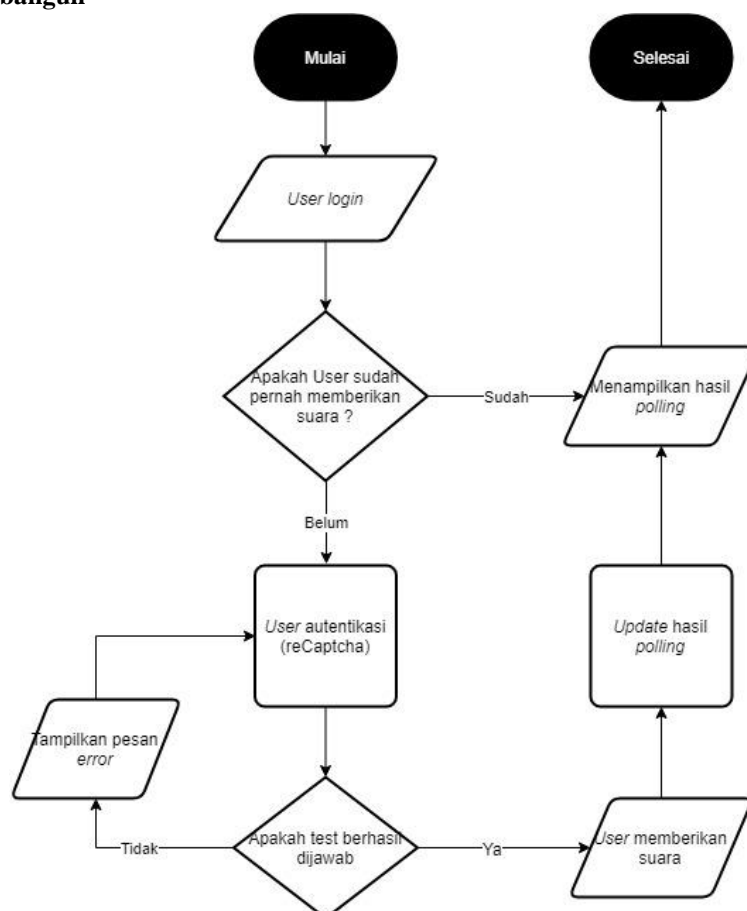 Mulai
Selesai
User login
Apakah User sudah
pernah memberikan
suara ?
Sudah
Menampilkan hasil
polling
Belum
User autentikasi
(reCaptcha)
Update hasil
polling
Tampilkan pesan
error
Apakah test berhasil
dijawab
Tidak
Ya
User memberikan
suara